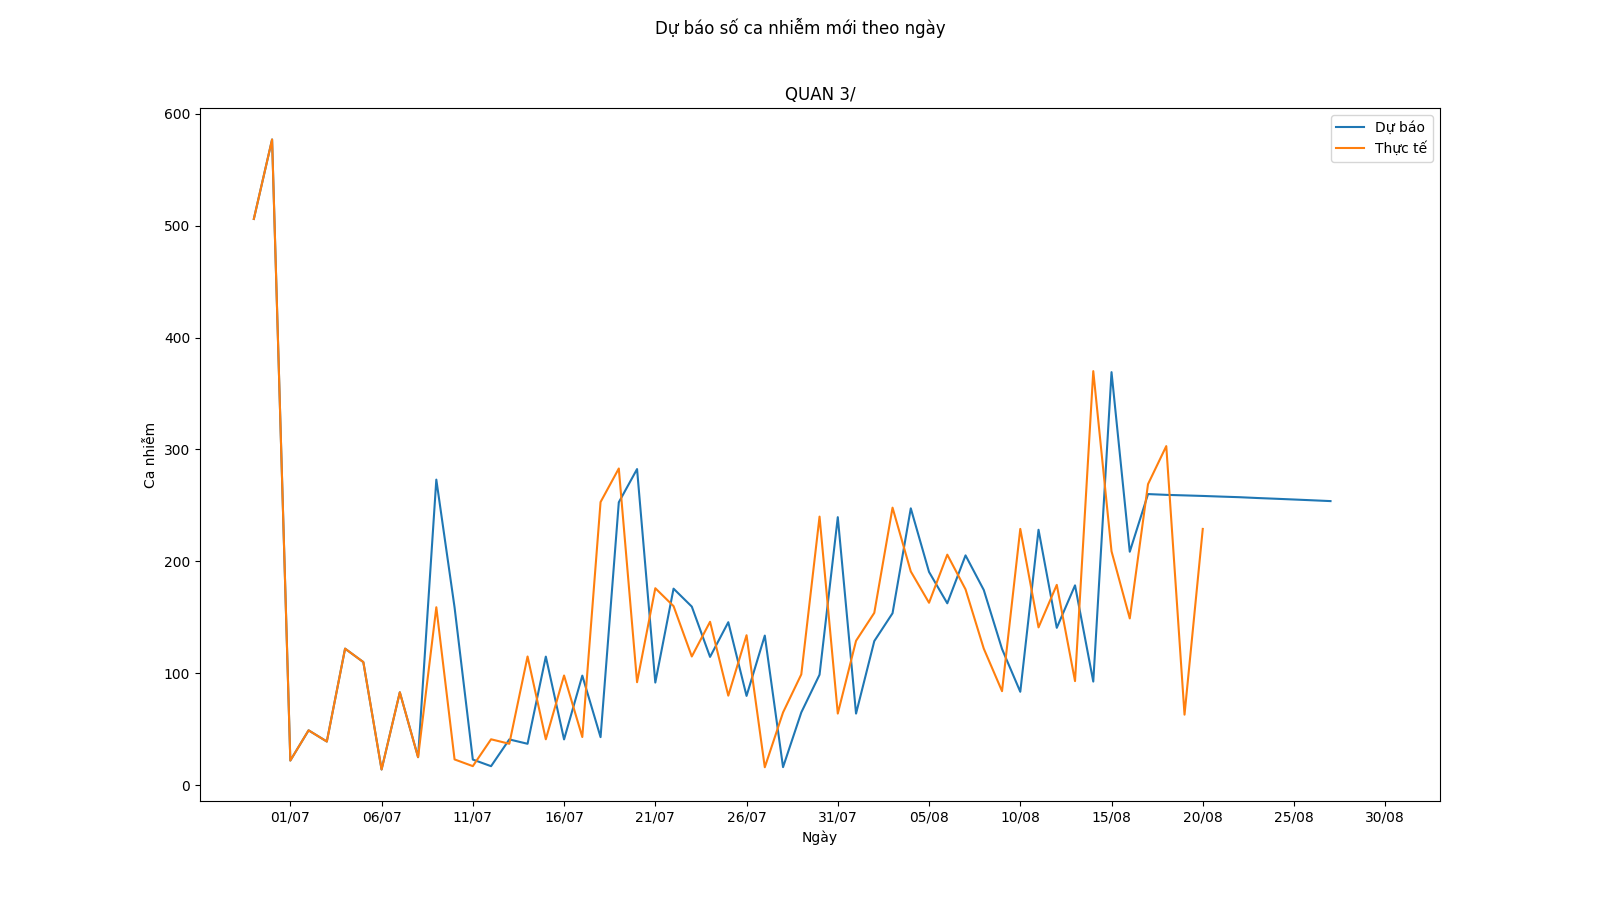 Dự báo số ca nhiễm mới theo ngày
QUAN 3/
600
500
400
300
200
100
0
Ca nhiễm
Dự báo
Thực tế
01/07 06/07 11/07 16/07 21/07 26/07 31/07 05/08 10/08 15/08 20/08 25/08 30/08
Ngày